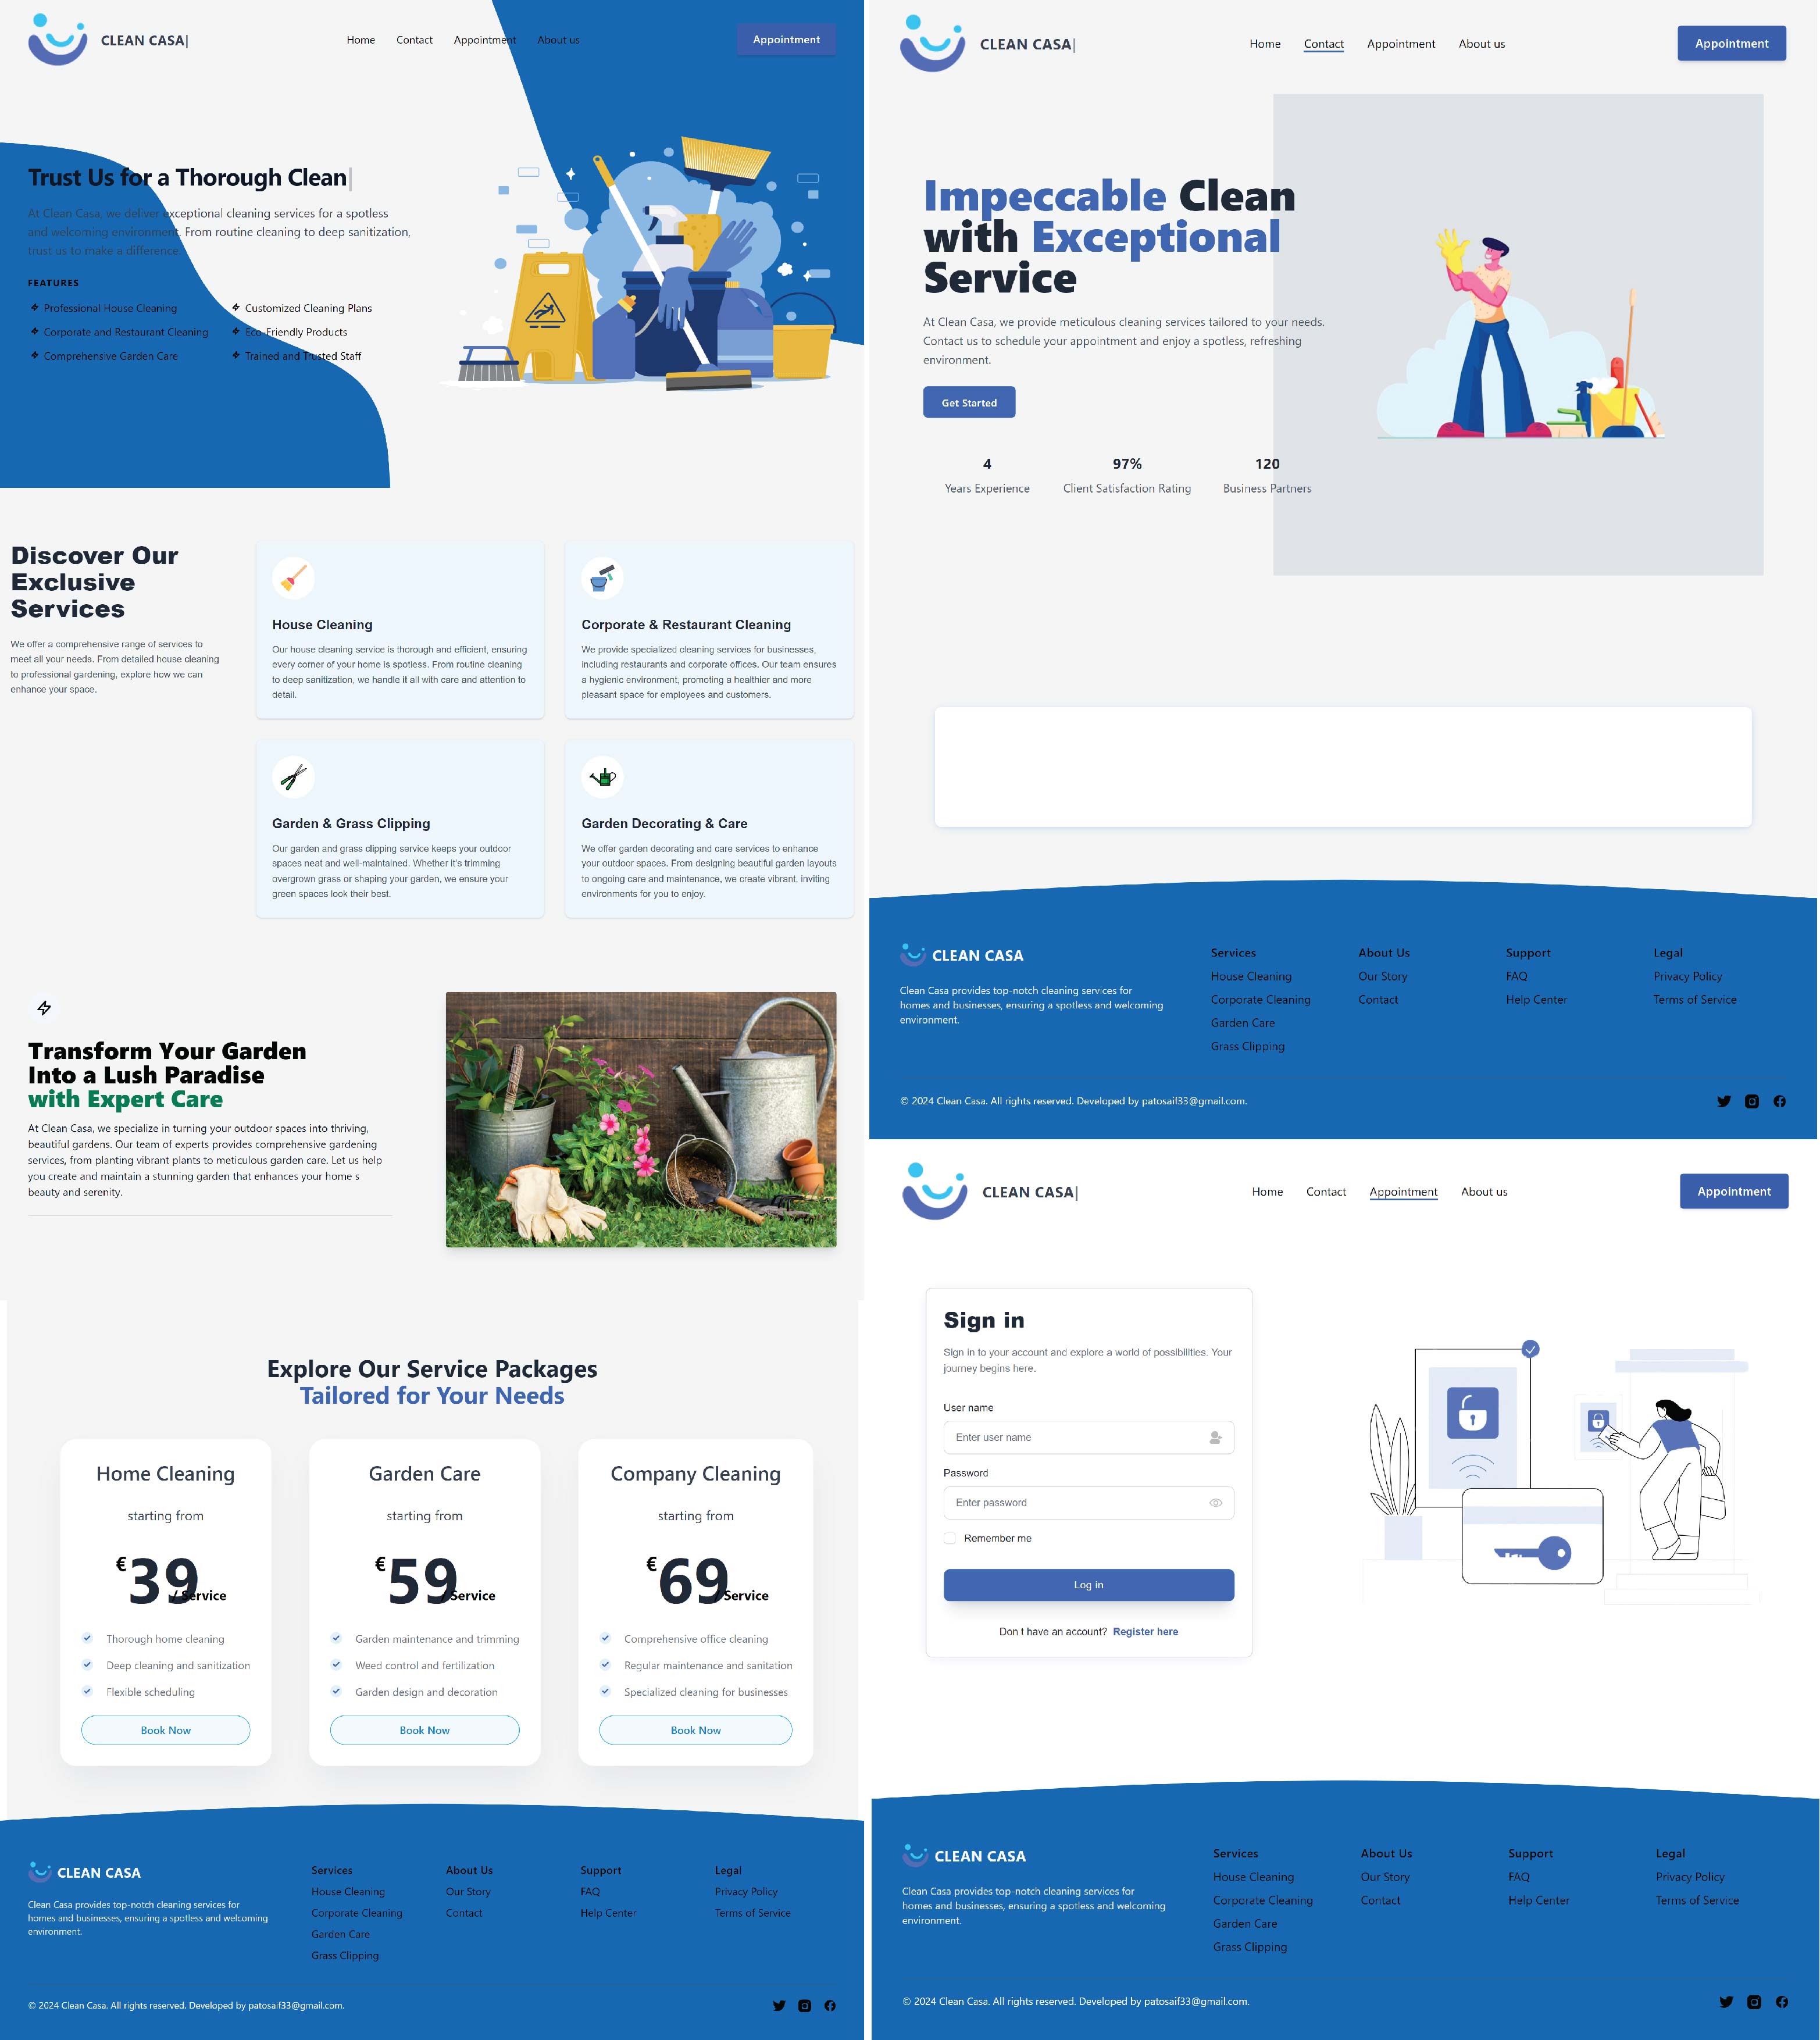 CLEAN CASA|
Home
Contact
Appointment
About us
Appointment
Trust Us for a Thorough Clean|
At Clean Casa, we deliver exceptional cleaning services for a spotless
and welcoming environment. From routine cleaning to deep sanitization,
trust us to make a difference.
FEATURES
Professional House Cleaning
Customized Cleaning Plans
Corporate and Restaurant Cleaning
Eco-Friendly Products
Comprehensive Garden Care
Trained and Trusted Staff
Discover Our
Exclusive
Services
We offer a comprehensive range of services to
meet all your needs. From detailed house cleaning
to professional gardening, explore how we can
enhance your space.
House Cleaning
Our house cleaning service is thorough and efficient, ensuring
every corner of your home is spotless. From routine cleaning
to deep sanitization, we handle it all with care and attention to
detail.
Corporate & Restaurant Cleaning
We provide specialized cleaning services for businesses,
including restaurants and corporate offices. Our team ensures
a hygienic environment, promoting a healthier and more
pleasant space for employees and customers.
Garden & Grass Clipping
Our garden and grass clipping service keeps your outdoor
spaces neat and well-maintained. Whether it's trimming
overgrown grass or shaping your garden, we ensure your
green spaces look their best.
Garden Decorating & Care
We offer garden decorating and care services to enhance
your outdoor spaces. From designing beautiful garden layouts
to ongoing care and maintenance, we create vibrant, inviting
environments for you to enjoy.
Transform Your Garden
Into a Lush Paradise
with Expert Care
At Clean Casa, we specialize in turning your outdoor spaces into thriving,
beautiful gardens. Our team of experts provides comprehensive gardening
services, from planting vibrant plants to meticulous garden care. Let us help
you create and maintain a stunning garden that enhances your home s
beauty and serenity.
Explore Our Service Packages
Tailored for Your Needs
Home Cleaning
starting from
€39/ Service
Thorough home cleaning
Deep cleaning and sanitization
Flexible scheduling
Book Now
Garden Care
starting from
€59/ Service
Garden maintenance and trimming
Weed control and fertilization
Garden design and decoration
Book Now
Company Cleaning
starting from
€69/ Service
Comprehensive office cleaning
Regular maintenance and sanitation
Specialized cleaning for businesses
Book Now
CLEAN CASA
Clean Casa provides top-notch cleaning services for
homes and businesses, ensuring a spotless and welcoming
environment.
Services
House Cleaning
Corporate Cleaning
Garden Care
Grass Clipping
About Us
Our Story
Contact
Support
FAQ
Help Center
Legal
Privacy Policy
Terms of Service
© 2024 Clean Casa. All rights reserved. Developed by patosaif33@gmail.com.
CLEAN CASA|
Home
Contact
Appointment
About us
Appointment
Impeccable Clean
with Exceptional
Service
At Clean Casa, we provide meticulous cleaning services tailored to your needs.
Contact us to schedule your appointment and enjoy a spotless, refreshing
environment.
Get Started
4
Years Experience
97%
Client Satisfaction Rating
120
Business Partners
CLEAN CASA
Clean Casa provides top-notch cleaning services for
homes and businesses, ensuring a spotless and welcoming
environment.
Services
House Cleaning
Corporate Cleaning
Garden Care
Grass Clipping
About Us
Our Story
Contact
Support
FAQ
Help Center
Legal
Privacy Policy
Terms of Service
© 2024 Clean Casa. All rights reserved. Developed by patosaif33@gmail.com.
CLEAN CASA|
Home
Contact
Appointment
About us
Appointment
Sign in
Sign in to your account and explore a world of possibilities. Your
journey begins here.
User name
Enter user name
Password
Enter password
Remember me
Log in
Don t have an account? Register here
CLEAN CASA
Clean Casa provides top-notch cleaning services for
homes and businesses, ensuring a spotless and welcoming
environment.
Services
House Cleaning
Corporate Cleaning
Garden Care
Grass Clipping
About Us
Our Story
Contact
Support
FAQ
Help Center
Legal
Privacy Policy
Terms of Service
© 2024 Clean Casa. All rights reserved. Developed by patosaif33@gmail.com.